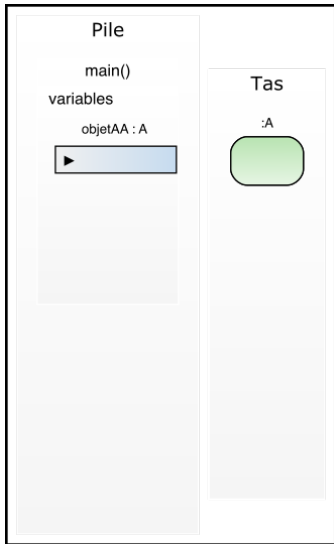 Pile
main()
variables
objetAA : A
Tas
:A